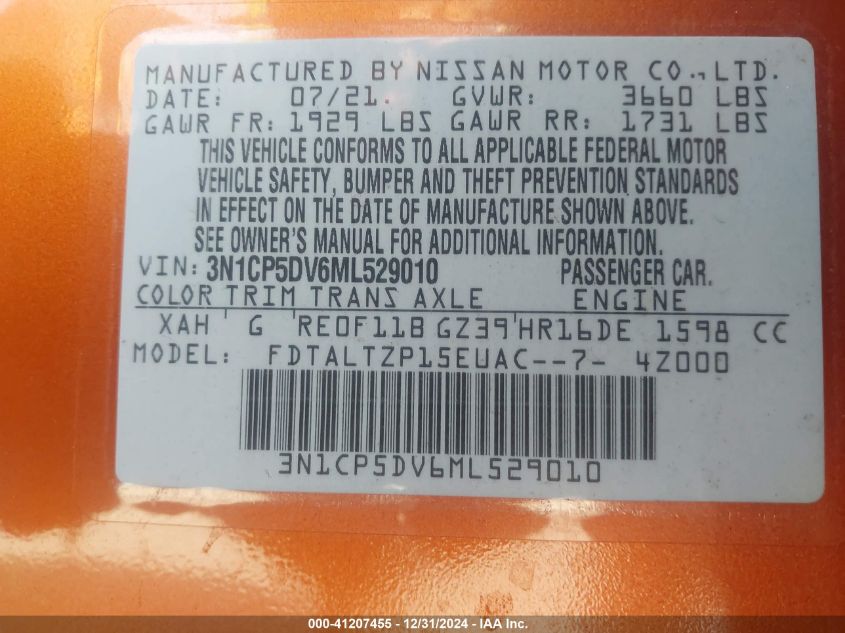 MANUFACTURED BY NISSAN MOTOR CO., LTD.
DATE: 07/21. GVWR: 3660 LBS
GAWR FR: 1929 LBS GAWR RR: 1731 LBS
THIS VEHICLE CONFORMS TO ALL APPLICABLE FEDERAL MOTOR
VEHICLE SAFETY, BUMPER AND THEFT PREVENTION STANDARDS
IN EFFECT ON THE DATE OF MANUFACTURE SHOWN ABOVE.
SEE OWNER'S MANUAL FOR ADDITIONAL INFORMATION.
VIN: 3N1CP5DV6ML529010 PASSENGER CAR.
COLOR TRIM TRANS AXLE ENGINE
XAH G RE0F11B GZ39 HR16DE 1598 CC
MODEL: FDTALTZP15EUAC--7- 4Z000
3N1CP5DV6ML529010
000-41207455 - 12/31/2024 - IAA Inc.